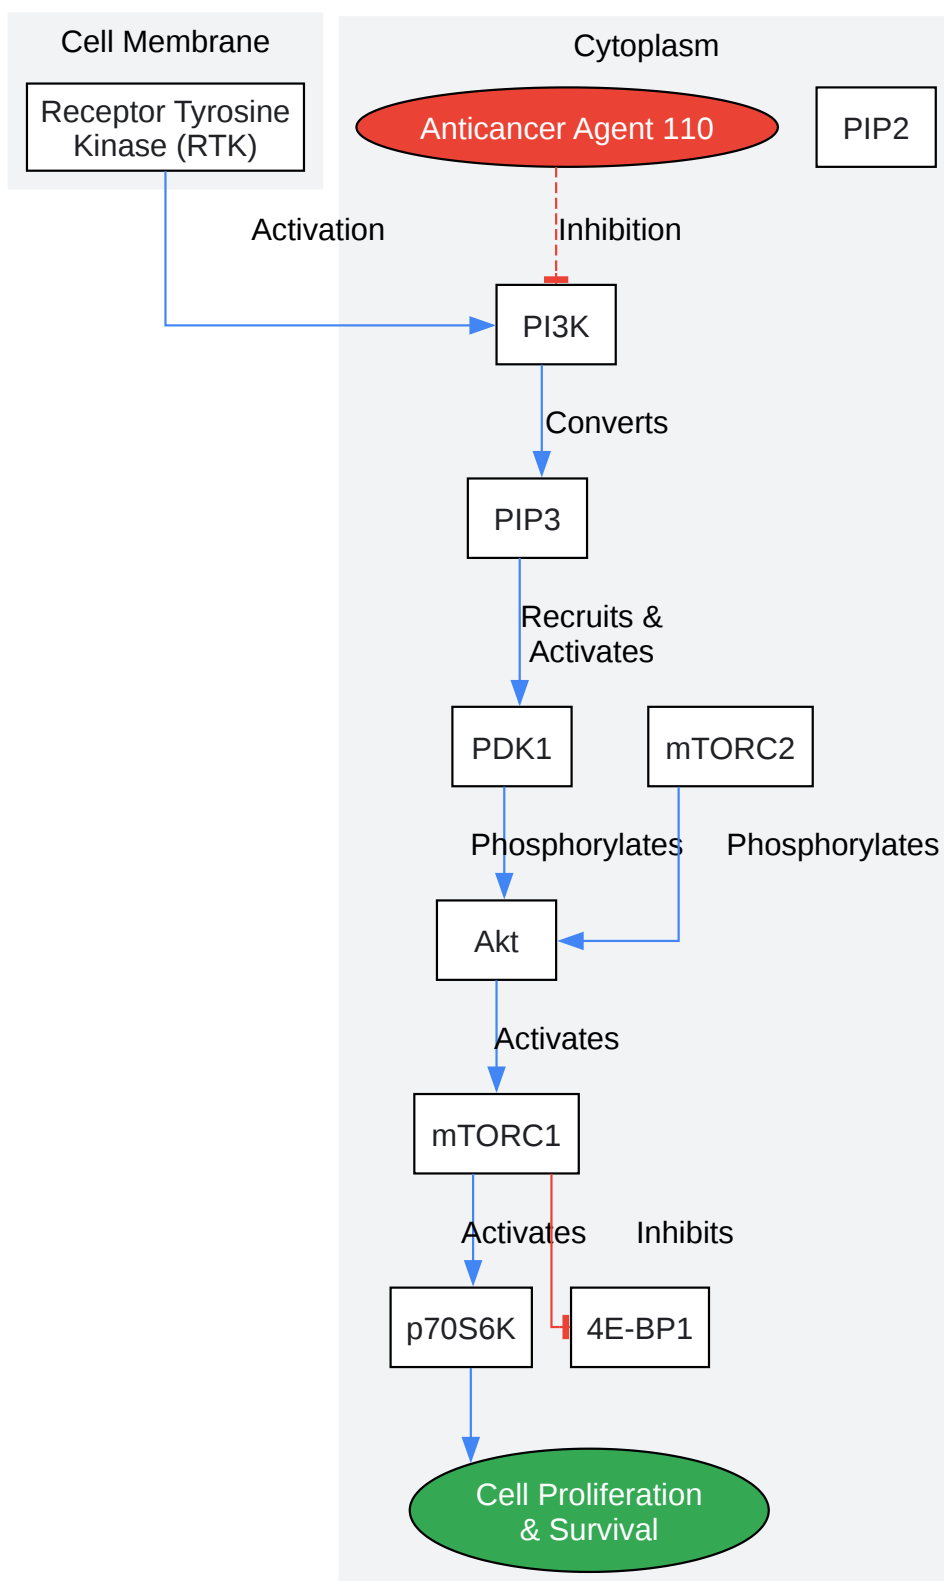 Cell Membrane
Cytoplasm
Receptor Tyrosine
Kinase (RTK)
Anticancer Agent 110
PIP2
Activation
Inhibition
PI3K
Converts
PIP3
Recruits &
Activates
PDK1
mTORC2
Phosphorylates
Phosphorylates
Akt
Activates
mTORC1
Activates
Inhibits
p70S6K
4E-BP1
Cell Proliferation
& Survival